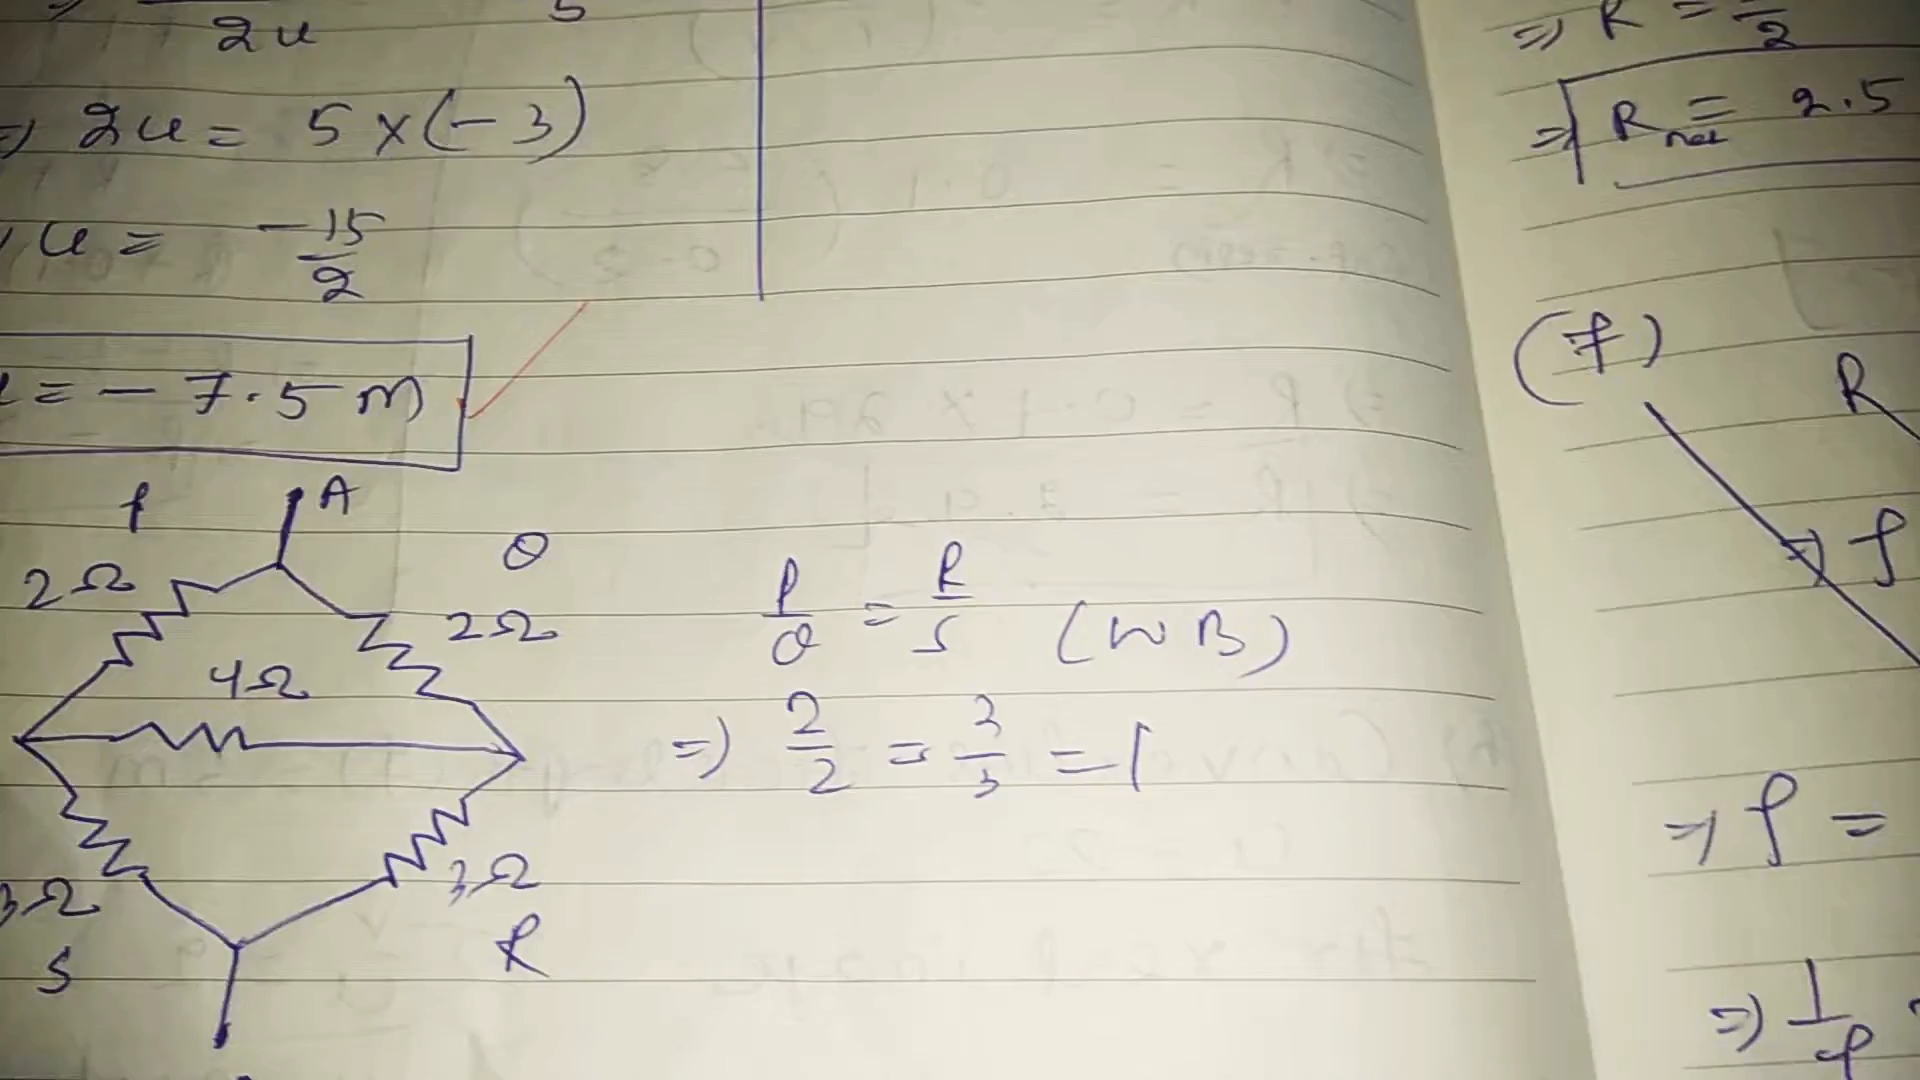 2u 5
⇒ 2u = 5 × (-3)
u = -15/2
= -7.5 m
P A
Q
2Ω
2Ω
4Ω
3Ω
3Ω
S R
P/Q = R/S (WB)
⇒ 2/2 = 3/3 = 1
⇒ R = /2
⇒ Rnet = 2.5
(7)
R
⇒ ρ
⇒ ρ =
⇒ 1/ρ